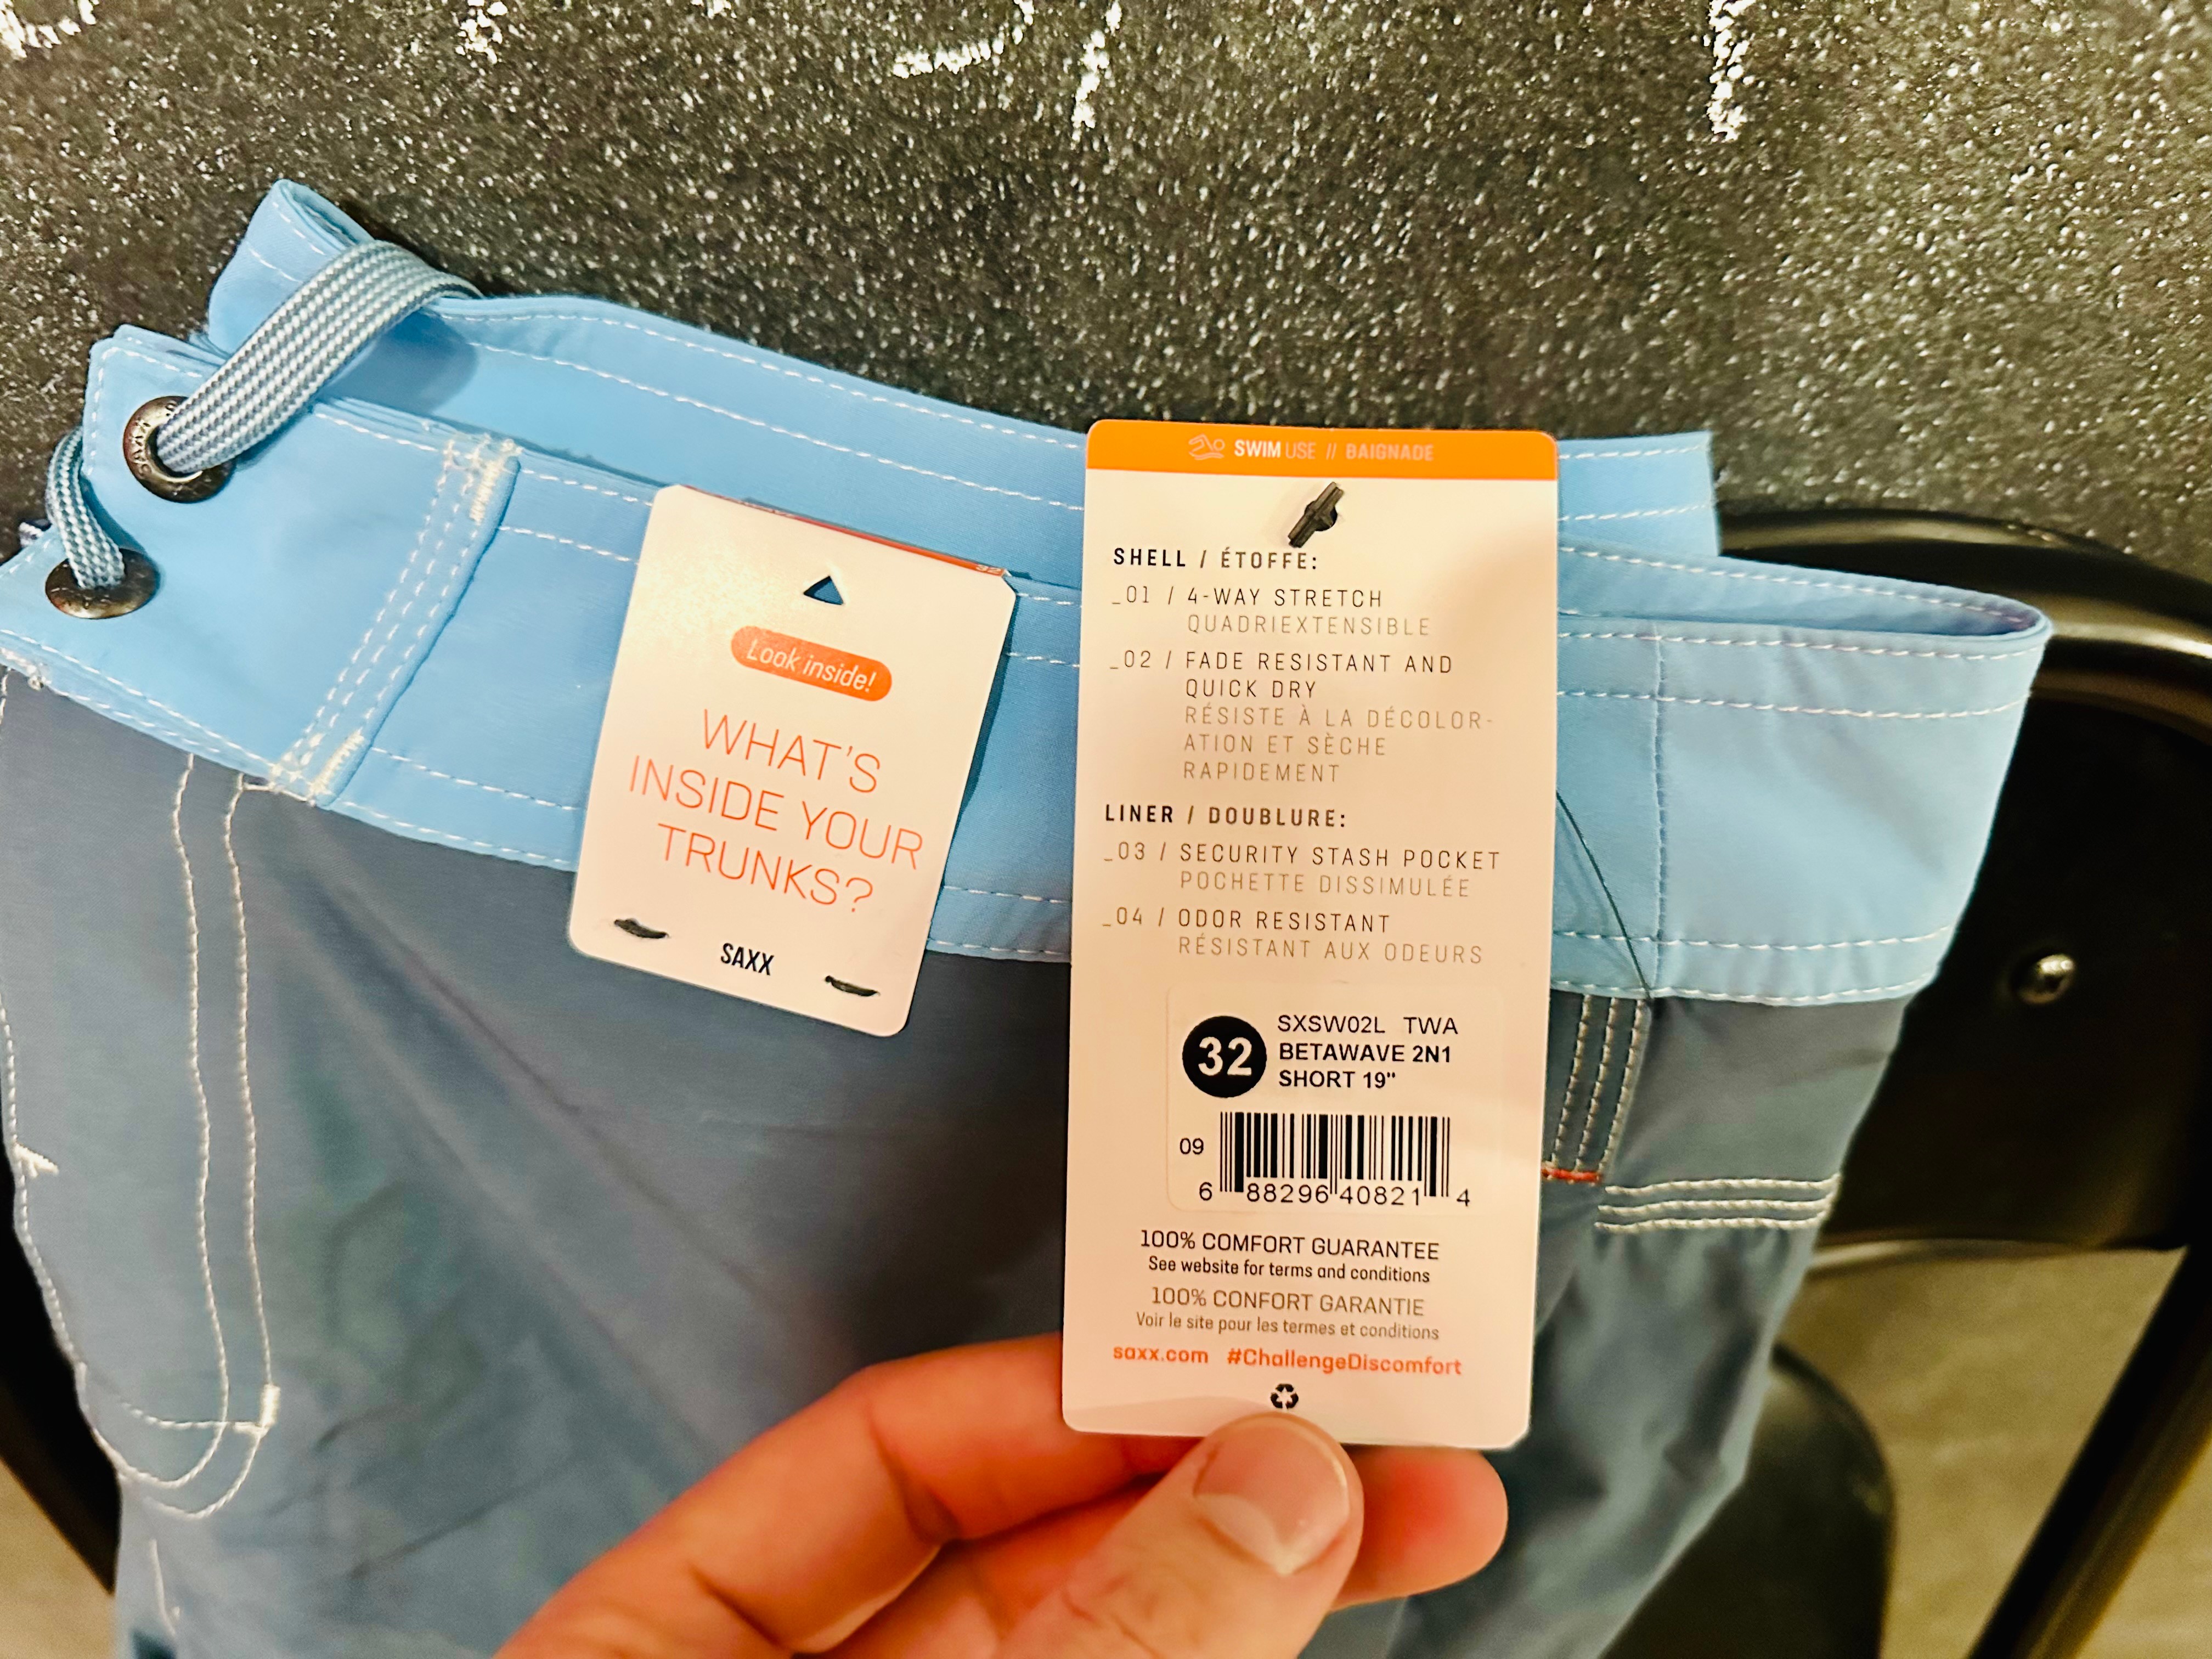 Look inside!
WHAT'S
INSIDE YOUR
TRUNKS?
SAXX
SWIM USE // BAIGNADE
SHELL / ÉTOFFE:
_01 / 4-WAY STRETCH
QUADRIEXTENSIBLE
_02 / FADE RESISTANT AND
QUICK DRY
RÉSISTE À LA DÉCOLOR-
ATION ET SÈCHE
RAPIDEMENT
LINER / DOUBLURE:
_03 / SECURITY STASH POCKET
POCHETTE DISSIMULÉE
_04 / ODOR RESISTANT
RÉSISTANT AUX ODEURS
32
SXSW02L TWA
BETAWAVE 2N1
SHORT 19"
09
6 88296 40821 4
100% COMFORT GUARANTEE
See website for terms and conditions
100% CONFORT GARANTIE
Voir le site pour les termes et conditions
saxx.com #ChallengeDiscomfort